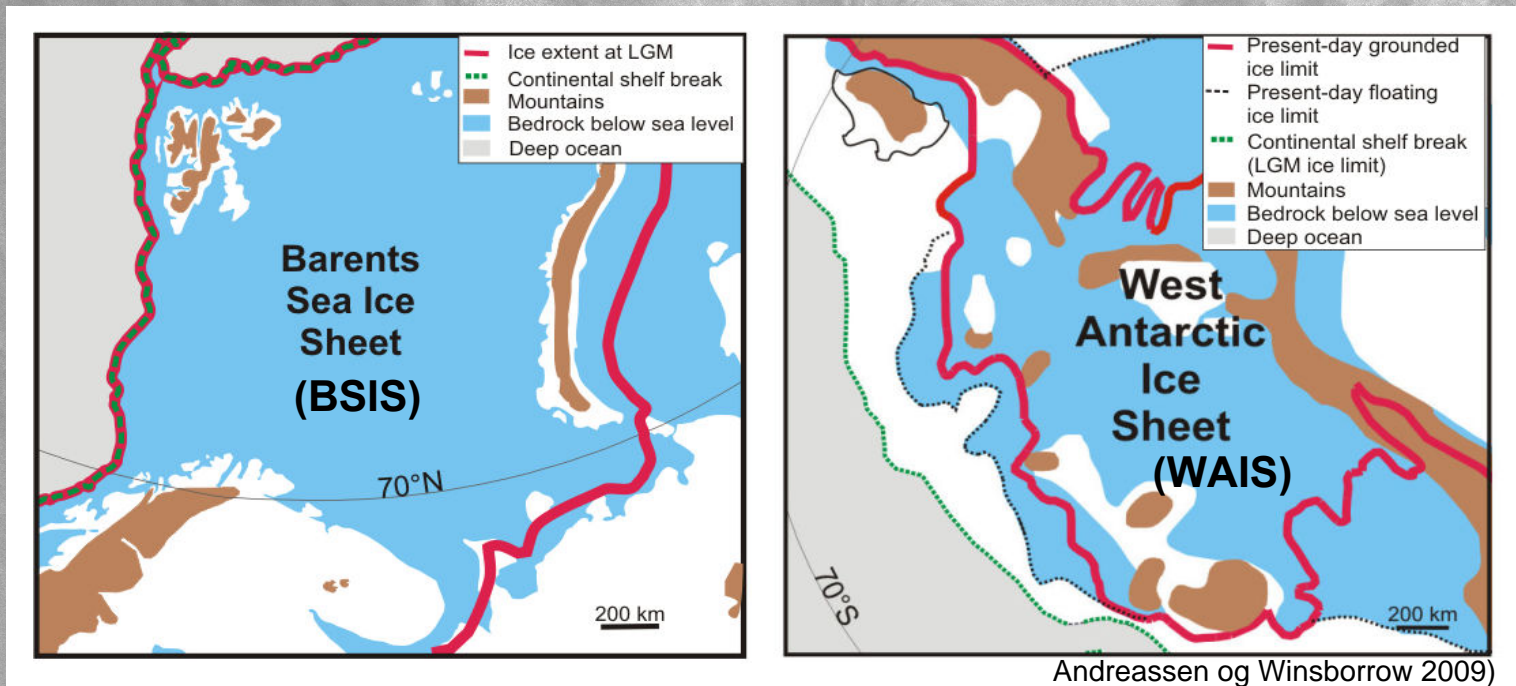 Ice extent at LGM
Continental shelf break
Mountains
Bedrock below sea level
Deep ocean
Barents
Sea Ice
Sheet
(BSIS)
70°N
200 km
Present-day grounded
ice limit
Present-day floating
ice limit
Continental shelf break
(LGM ice limit)
Mountains
Bedrock below sea level
Deep ocean
West
Antarctic
Ice
Sheet
(WAIS)
70°S
200 km
Andreassen og Winsborrow 2009)